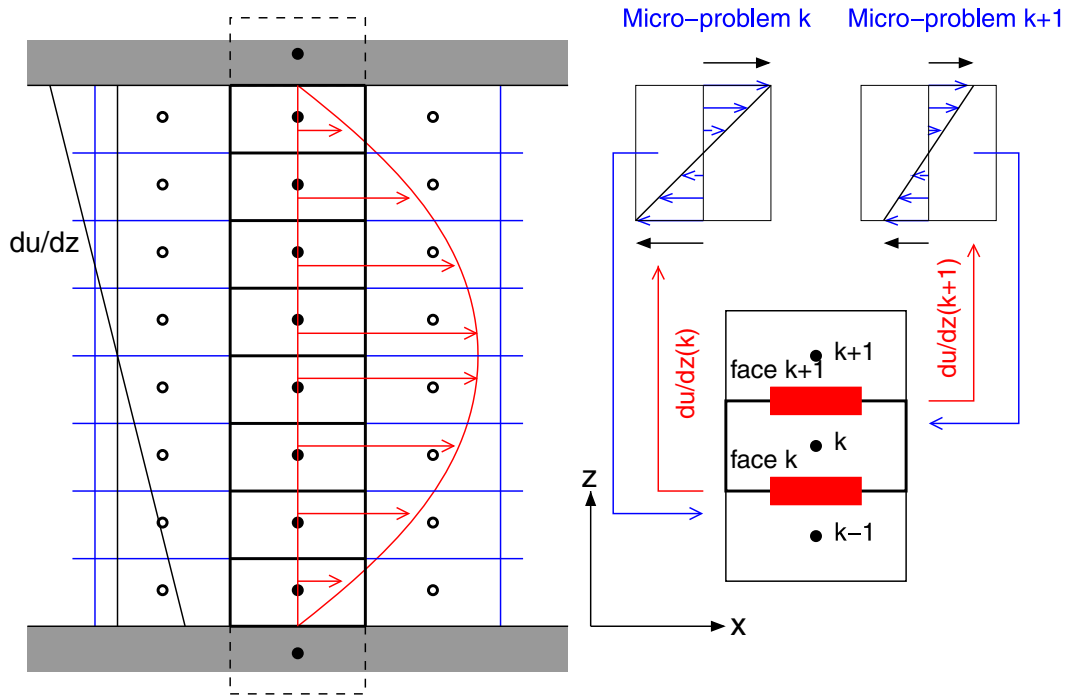 Micro−problem k
Micro−problem k+1
du/dz
du/dz(k)
du/dz(k+1)
k+1
face k+1
k
face k
k−1
z
x